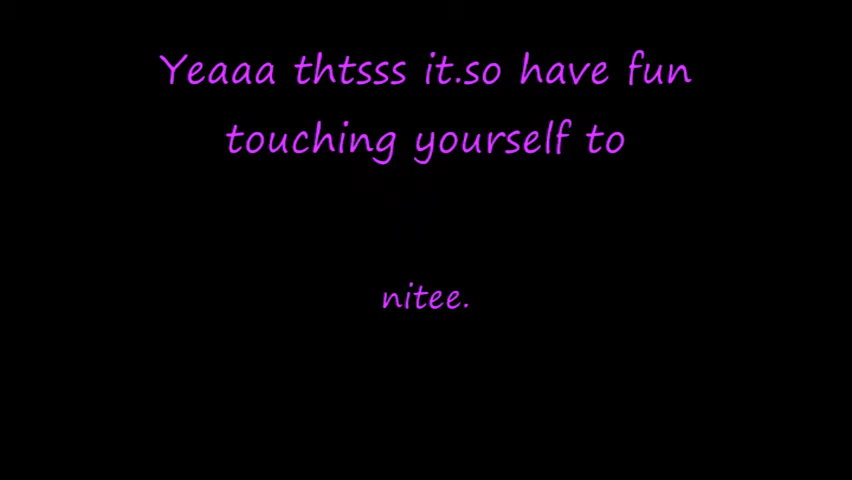 Yeaaa thtsss it.so have fun
touching yourself to
nitee.